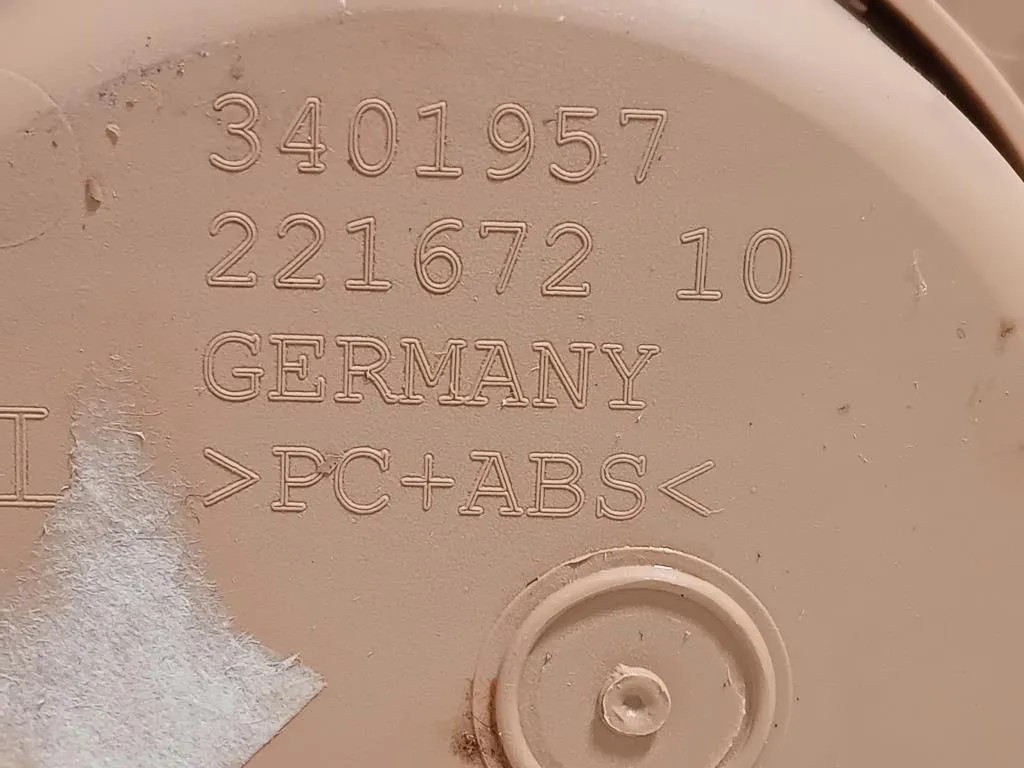 3401957
221672 10
GERMANY
>PC+ABS<